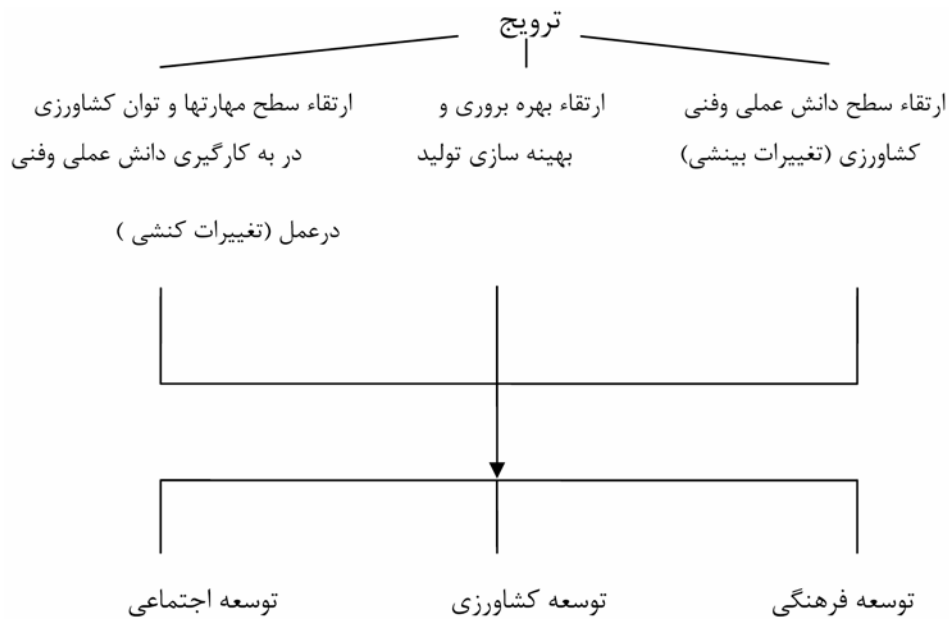 ترویج
ارتقاء سطح دانش عملی وفنی
کشاورزی (تغییرات بینشی)
ارتقاء بهره بروری و
بهینه سازی تولید
ارتقاء سطح مهارتها و توان کشاورزی
در به کارگیری دانش عملی وفنی
درعمل (تغییرات کنشی )
توسعه فرهنگی
توسعه کشاورزی
توسعه اجتماعی